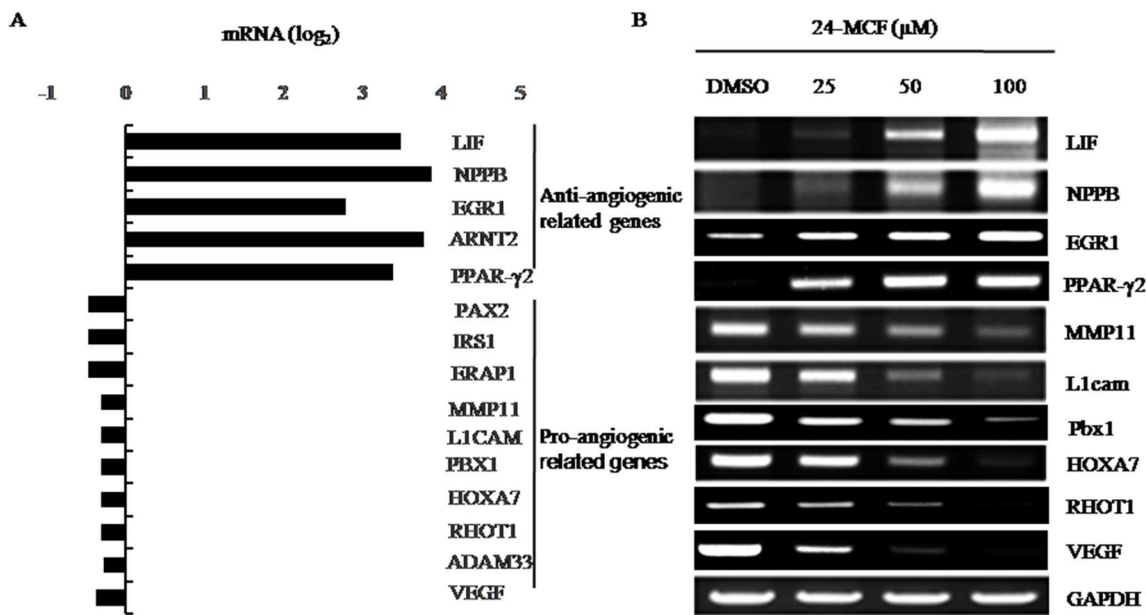 A
mRNA (log2)
-1 0 1 2 3 4 5
LIF
NPPB
EGR1
ARNT2
PPAR-γ2
PAX2
IRS1
ERAP1
MMP11
L1CAM
PBX1
HOXA7
RHOT1
ADAM33
VEGF
Anti-angiogenic
related genes
Pro-angiogenic
related genes
B
24-MCF (μM)
DMSO 25 50 100
LIF
NPPB
EGR1
PPAR-γ2
MMP11
L1cam
Pbx1
HOXA7
RHOT1
VEGF
GAPDH